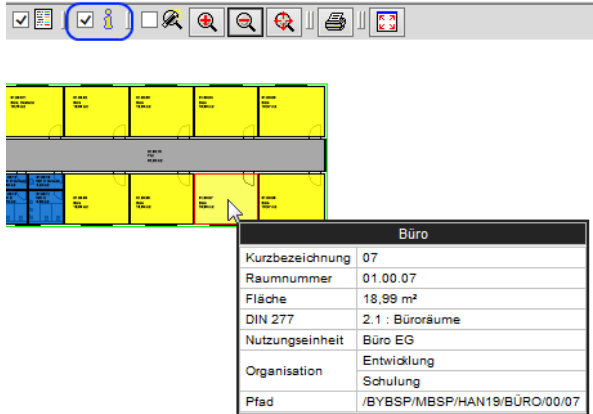 Büro
Kurzbezeichnung 07
Raumnummer 01.00.07
Fläche 18,99 m²
DIN 277 2.1 : Büroräume
Nutzungseinheit Büro EG
Organisation Entwicklung
Schulung
Pfad /BYBSP/MBSP/HAN19/BÜRO/00/07